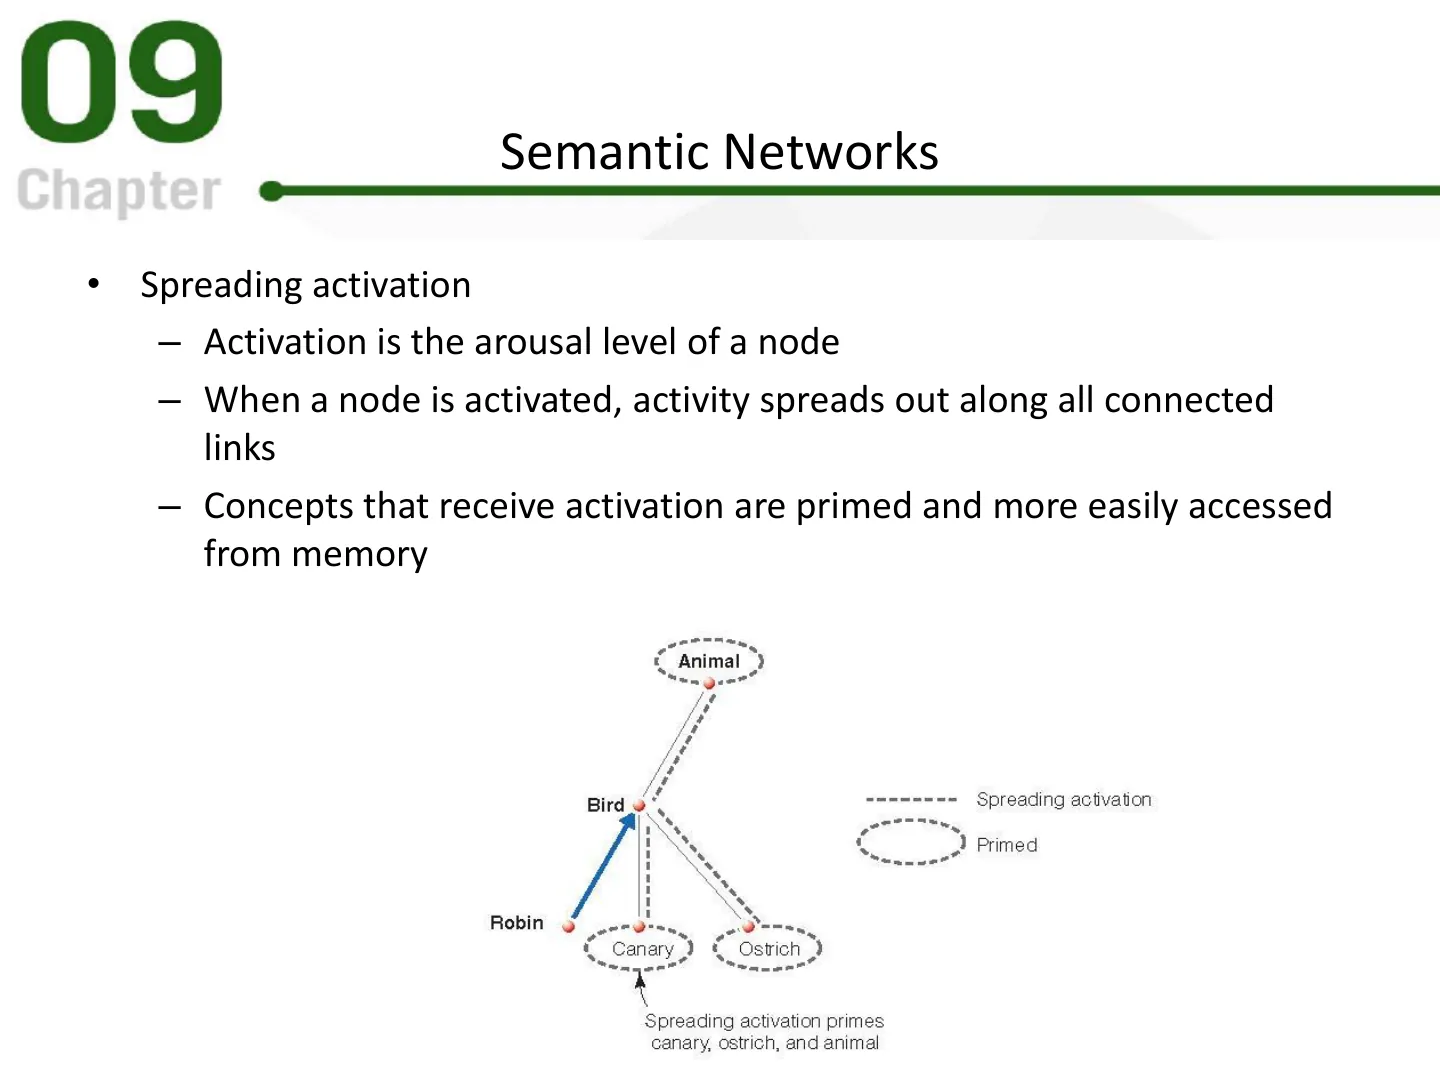 09
Chapter
Semantic Networks
• Spreading activation
– Activation is the arousal level of a node
– When a node is activated, activity spreads out along all connected
links
– Concepts that receive activation are primed and more easily accessed
from memory
Animal
Bird
Spreading activation
Primed
Robin
Canary
Ostrich
Spreading activation primes
canary, ostrich, and animal